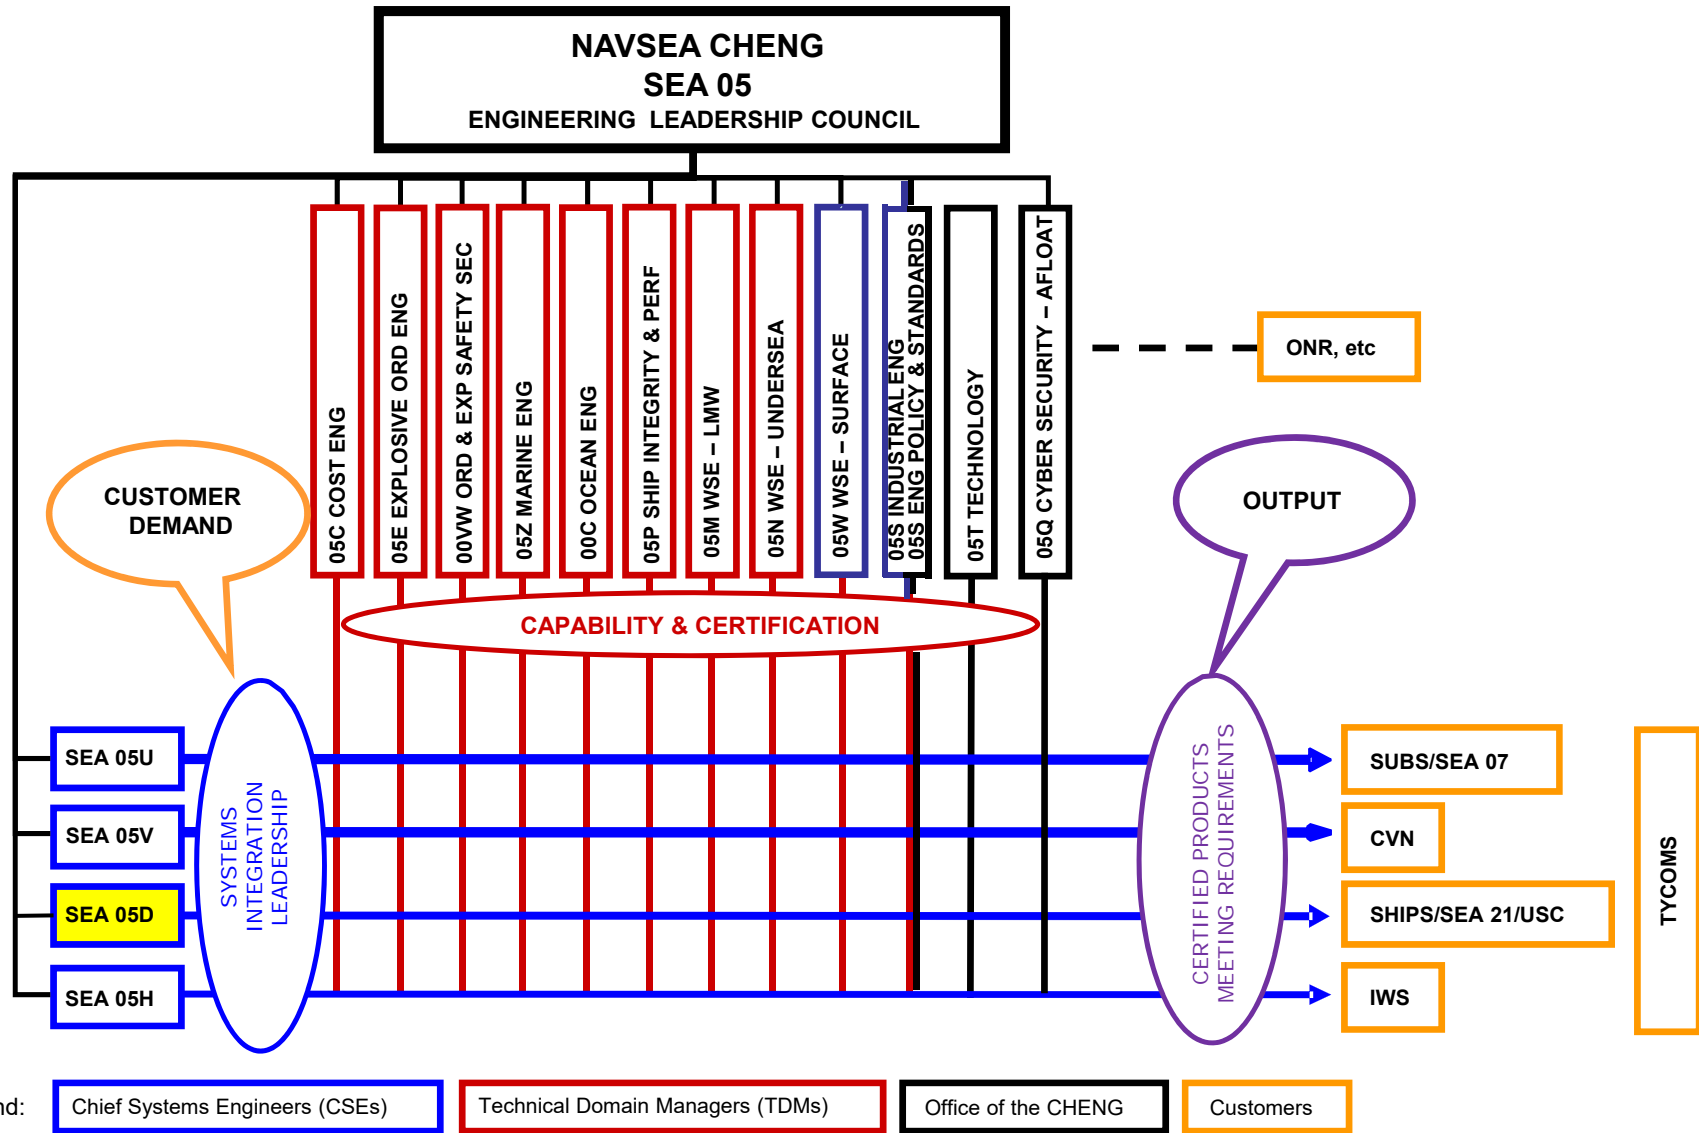 NAVSEA CHENG
SEA 05
ENGINEERING LEADERSHIP COUNCIL
05C COST ENG
05E EXPLOSIVE ORD ENG
00VW ORD & EXP SAFETY SEC
05Z MARINE ENG
00C OCEAN ENG
05P SHIP INTEGRITY & PERF
05M WSE – LMW
05N WSE – UNDERSEA
05W WSE – SURFACE
05S INDUSTRIAL ENG
05S ENG POLICY & STANDARDS
05T TECHNOLOGY
05Q CYBER SECURITY – AFLOAT
ONR, etc
CUSTOMER
DEMAND
OUTPUT
CAPABILITY & CERTIFICATION
SEA 05U
SEA 05V
SEA 05D
SEA 05H
SYSTEMS
INTEGRATION
LEADERSHIP
CERTIFIED PRODUCTS
MEETING REQUIREMENTS
SUBS/SEA 07
CVN
SHIPS/SEA 21/USC
IWS
TYCOMS
nd:
Chief Systems Engineers (CSEs)
Technical Domain Managers (TDMs)
Office of the CHENG
Customers